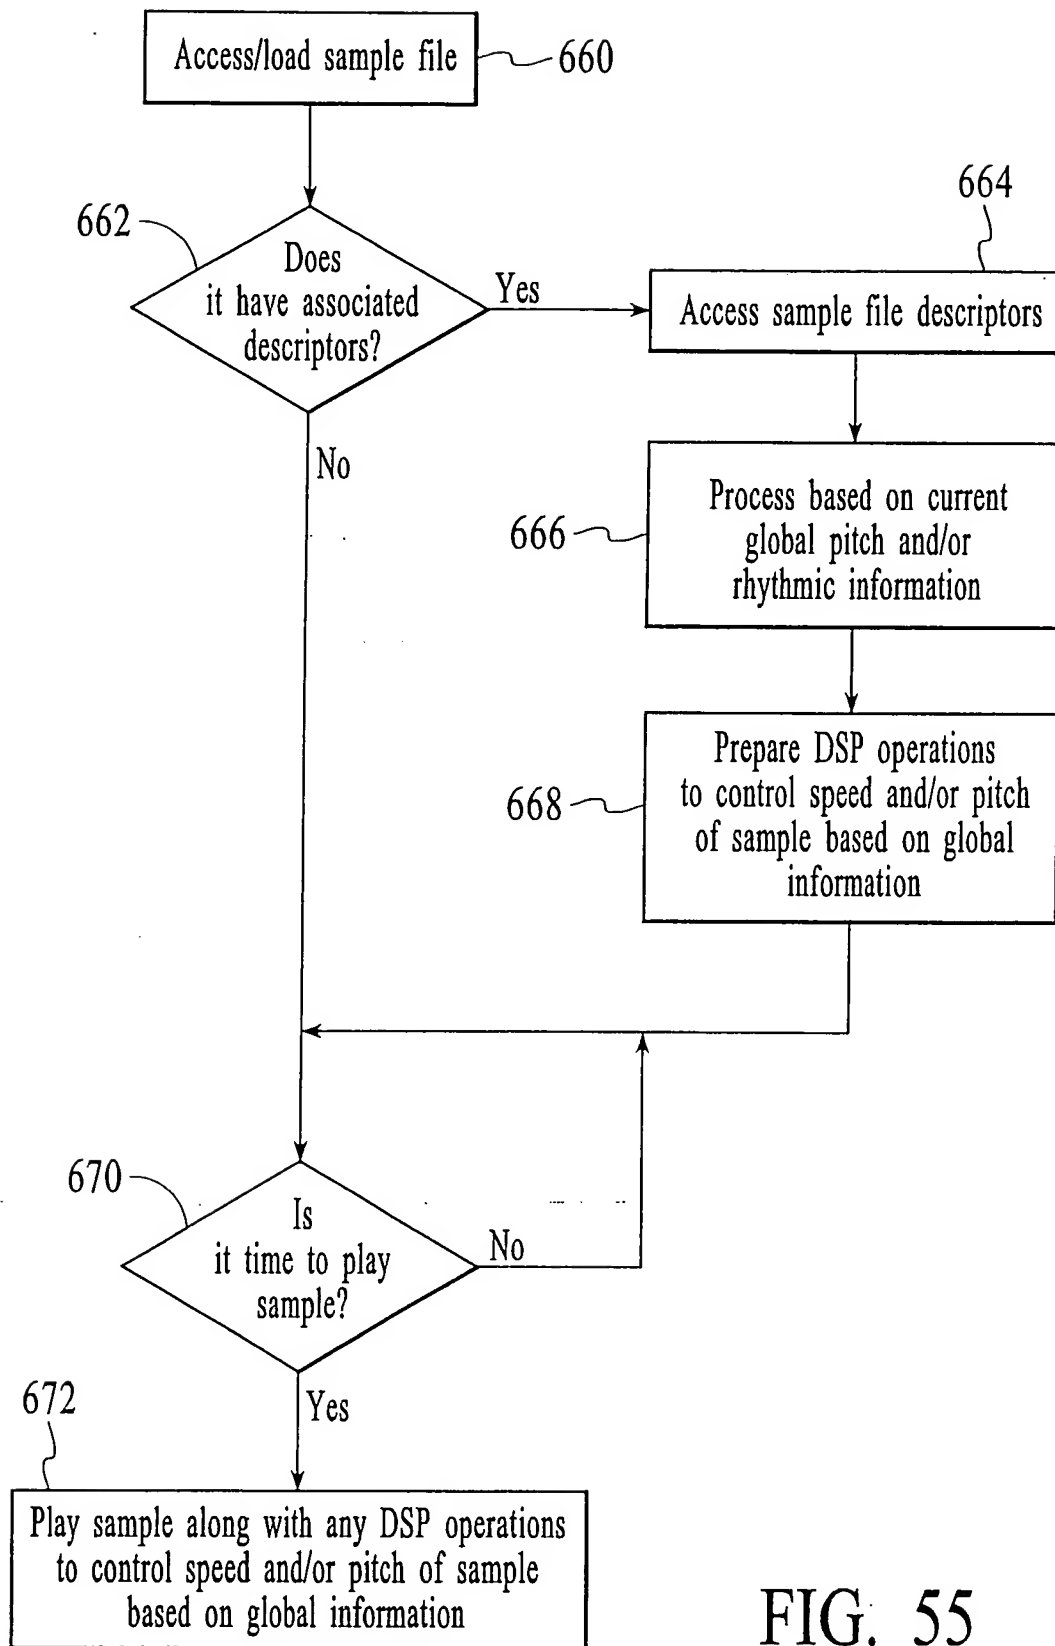 Access/load sample file
660
662
Does
it have associated
descriptors?
Yes
664
Access sample file descriptors
No
666
Process based on current
global pitch and/or
rhythmic information
668
Prepare DSP operations
to control speed and/or pitch
of sample based on global
information
670
Is
it time to play
sample?
No
Yes
672
Play sample along with any DSP operations
to control speed and/or pitch of sample
based on global information
FIG. 55